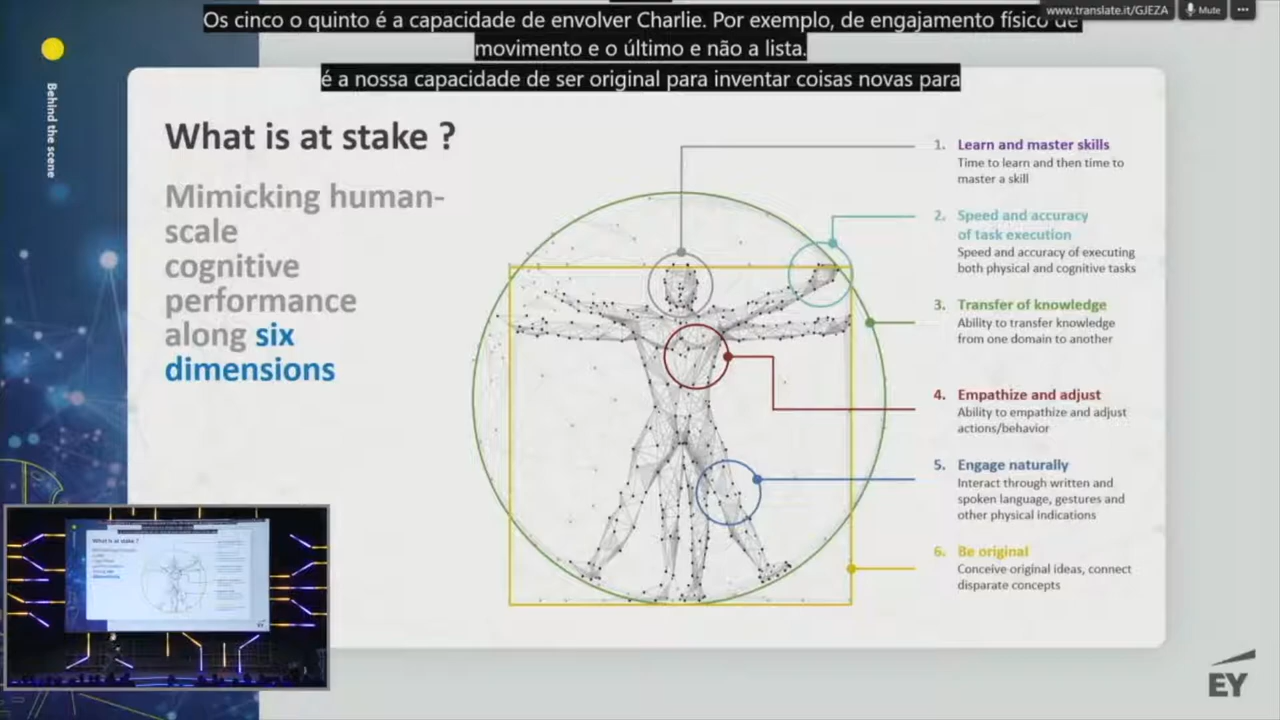 Os cinco o quinto é a capacidade de envolver Charlie. Por exemplo, de engajamento físico de
movimento e o último e não a lista.
é a nossa capacidade de ser original para inventar coisas novas para
www.translate.it/GJEZA
Mute
Behind the scene
What is at stake ?
Mimicking human-
scale
cognitive
performance
along six
dimensions
1. Learn and master skills
Time to learn and then time to
master a skill
2. Speed and accuracy
of task execution
Speed and accuracy of executing
both physical and cognitive tasks
3. Transfer of knowledge
Ability to transfer knowledge
from one domain to another
4. Empathize and adjust
Ability to empathize and adjust
actions/behavior
5. Engage naturally
Interact through written and
spoken language, gestures and
other physical indications
6. Be original
Conceive original ideas, connect
disparate concepts
What is at stake ?
EY